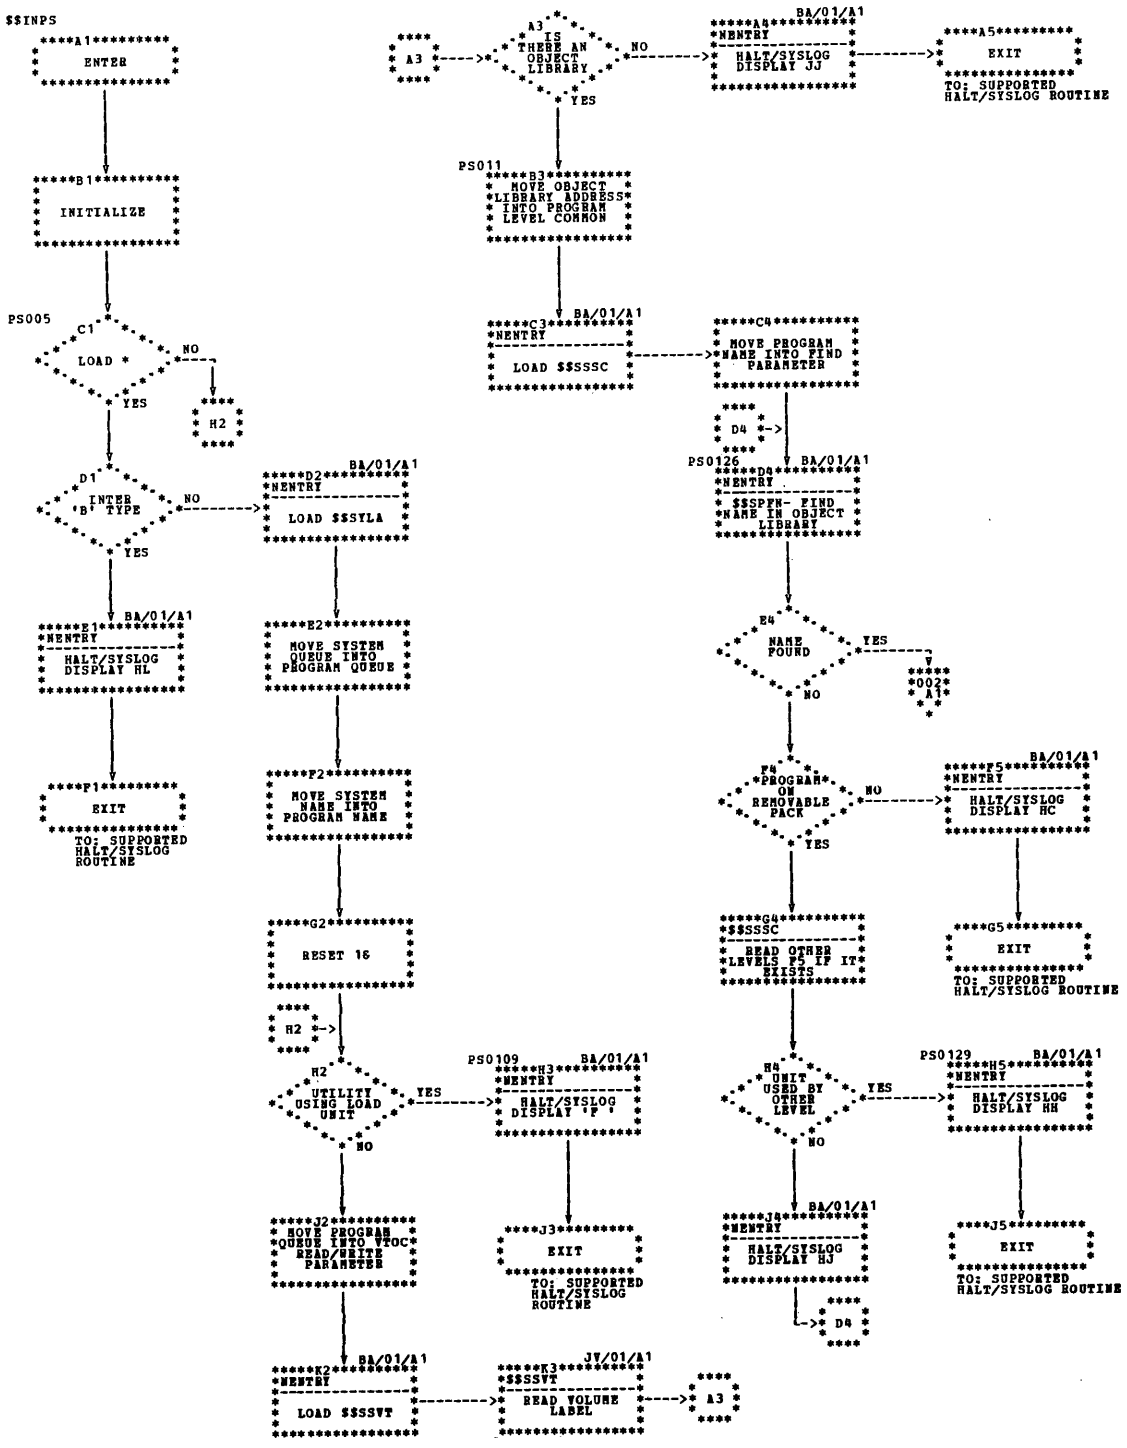 $$INPS
A1
ENTER
B1
INITIALIZE
PS005
C1
LOAD *
NO
H2
YES
D1
INTER
'B' TYPE
NO
YES
BA/01/A1
E1
NENTRY
HALT/SYSLOG
DISPLAY HL
F1
EXIT
TO: SUPPORTED
HALT/SYSLOG
ROUTINE
BA/01/A1
D2
NENTRY
LOAD $$SYLA
E2
MOVE SYSTEM
QUEUE INTO
PROGRAM QUEUE
F2
MOVE SYSTEM
NAME INTO
PROGRAM NAME
G2
RESET 16
H2
H2
UTILITY
USING LOAD
UNIT
YES
NO
PS0109
BA/01/A1
H3
NENTRY
HALT/SYSLOG
DISPLAY 'F '
J3
EXIT
TO: SUPPORTED
HALT/SYSLOG
ROUTINE
J2
MOVE PROGRAM
QUEUE INTO VTOC
READ/WRITE
PARAMETER
BA/01/A1
K2
NENTRY
LOAD $$SSVT
JV/01/A1
K3
$$SSVT
READ VOLUME
LABEL
A3
A3
A3
IS
THERE AN
OBJECT
LIBRARY
NO
YES
BA/01/A1
A4
NENTRY
HALT/SYSLOG
DISPLAY JJ
A5
EXIT
TO: SUPPORTED
HALT/SYSLOG ROUTINE
PS011
B3
MOVE OBJECT
LIBRARY ADDRESS
INTO PROGRAM
LEVEL COMMON
BA/01/A1
C3
NENTRY
LOAD $$SSSC
C4
MOVE PROGRAM
NAME INTO FIND
PARAMETER
D4
PS0126
BA/01/A1
D4
NENTRY
$$SPFN- FIND
NAME IN OBJECT
LIBRARY
E4
NAME
FOUND
YES
002
A1
NO
F4
PROGRAM
ON
REMOVABLE
PACK
NO
YES
BA/01/A1
F5
NENTRY
HALT/SYSLOG
DISPLAY HC
G5
EXIT
TO: SUPPORTED
HALT/SYSLOG ROUTINE
G4
$$SSSC
READ OTHER
LEVELS F5 IF IT
EXISTS
H4
UNIT
USED BY
OTHER
LEVEL
YES
NO
PS0129
BA/01/A1
H5
NENTRY
HALT/SYSLOG
DISPLAY HH
J5
EXIT
TO: SUPPORTED
HALT/SYSLOG ROUTINE
BA/01/A1
J4
NENTRY
HALT/SYSLOG
DISPLAY HJ
D4